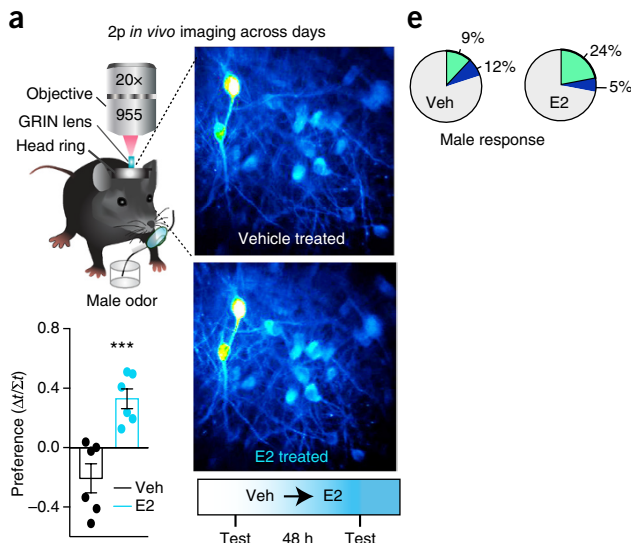 a
2p in vivo imaging across days
20×
955
Objective
GRIN lens
Head ring
Male odor
Vehicle treated
E2 treated
0.8
0.4
0.0
–0.4
Preference (Δt/Σt)
***
Veh
E2
Veh → E2
Test 48 h Test
e
9%
12%
Veh
24%
5%
E2
Male response